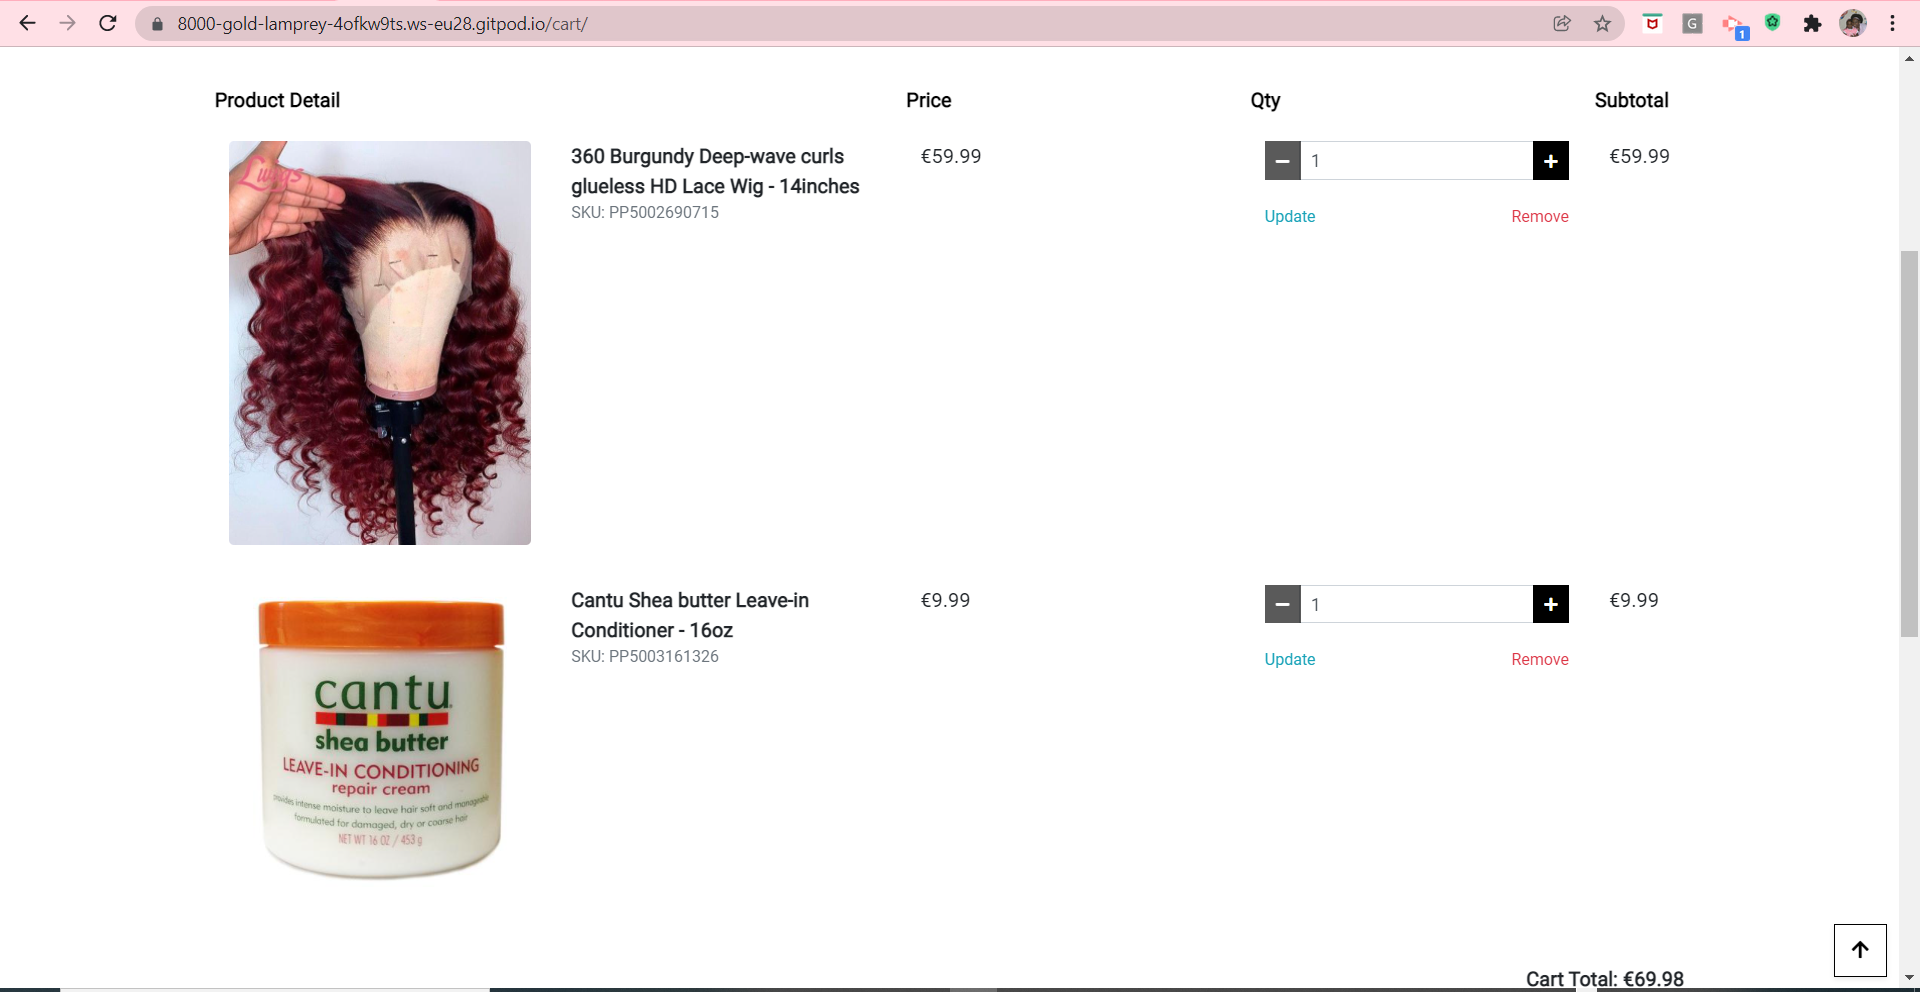 8000-gold-lamprey-4ofkw9ts.ws-eu28.gitpod.io/cart/
G
1
Product Detail
Price
Qty
Subtotal
Lwigs
360 Burgundy Deep-wave curls
glueless HD Lace Wig - 14inches
SKU: PP5002690715
€59.99
1
€59.99
Update
Remove
cantu
shea butter
LEAVE-IN CONDITIONING
repair cream
provides intense moisture to leave hair soft and manageable
formulated for damaged, dry or coarse hair
NET WT 16 OZ / 453 g
Cantu Shea butter Leave-in
Conditioner - 16oz
SKU: PP5003161326
€9.99
1
€9.99
Update
Remove
Cart Total: €69.98